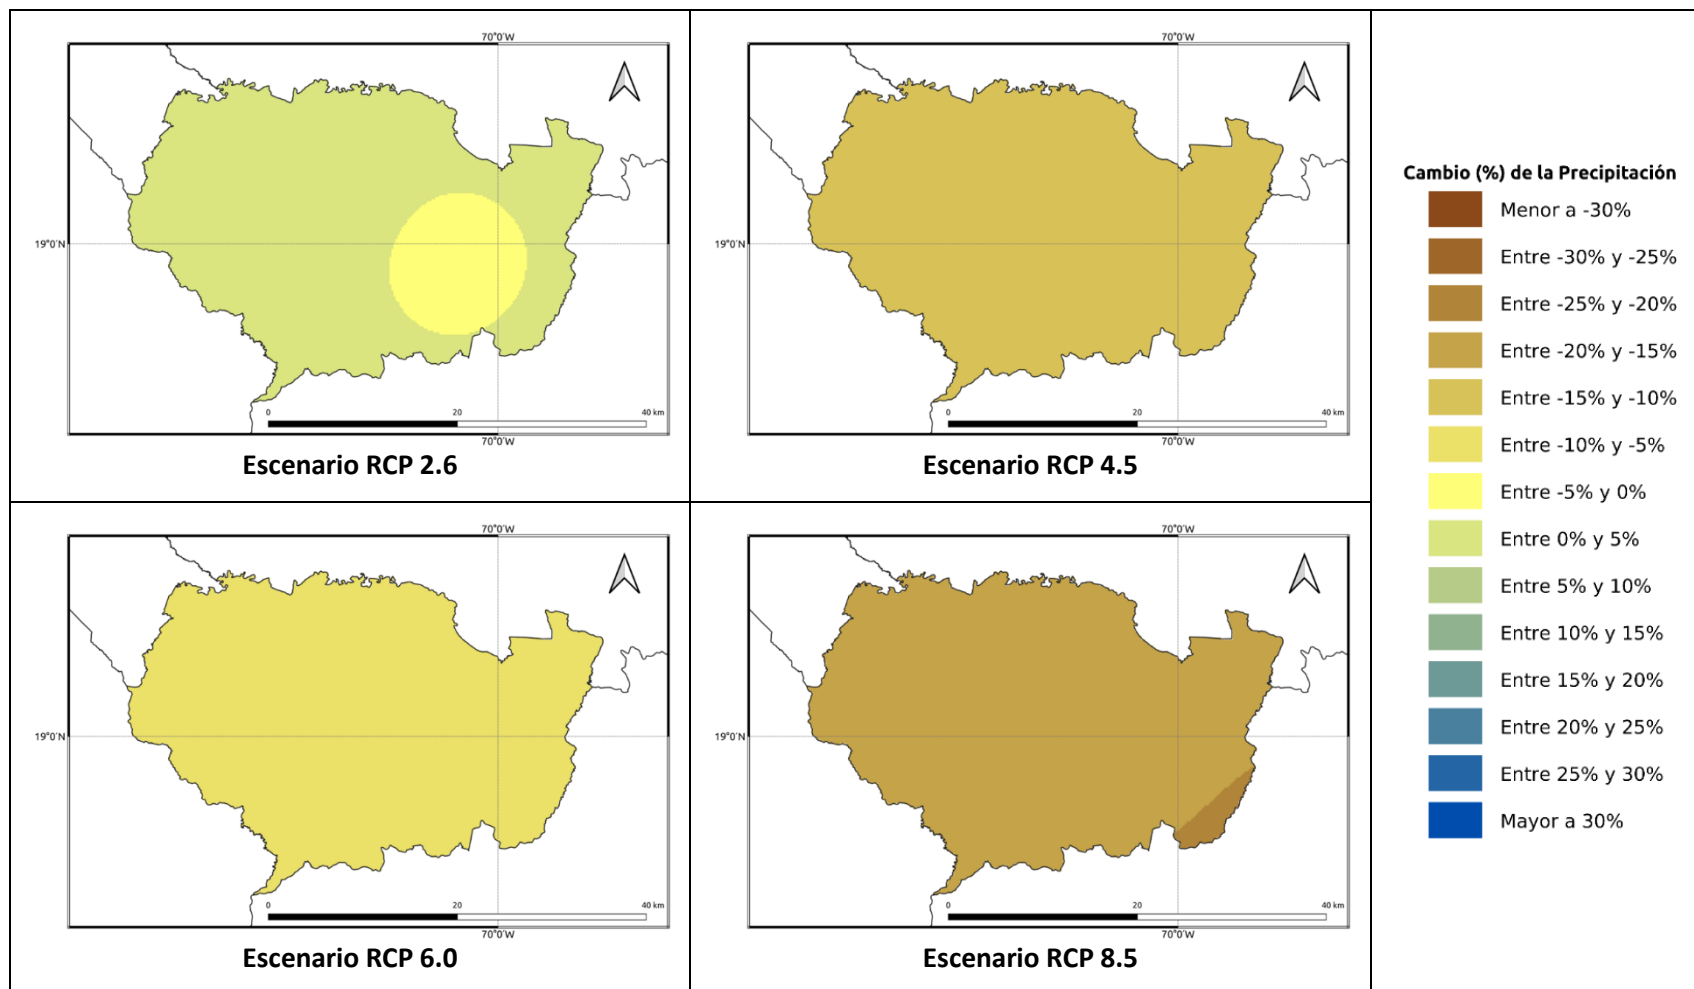 70°0'W
19°0'N
0 20 40 km
70°0'W
Escenario RCP 2.6
70°0'W
19°0'N
0 20 40 km
70°0'W
Escenario RCP 4.5
70°0'W
19°0'N
0 20 40 km
70°0'W
Escenario RCP 6.0
70°0'W
19°0'N
0 20 40 km
70°0'W
Escenario RCP 8.5
Cambio (%) de la Precipitación
Menor a -30%
Entre -30% y -25%
Entre -25% y -20%
Entre -20% y -15%
Entre -15% y -10%
Entre -10% y -5%
Entre -5% y 0%
Entre 0% y 5%
Entre 5% y 10%
Entre 10% y 15%
Entre 15% y 20%
Entre 20% y 25%
Entre 25% y 30%
Mayor a 30%